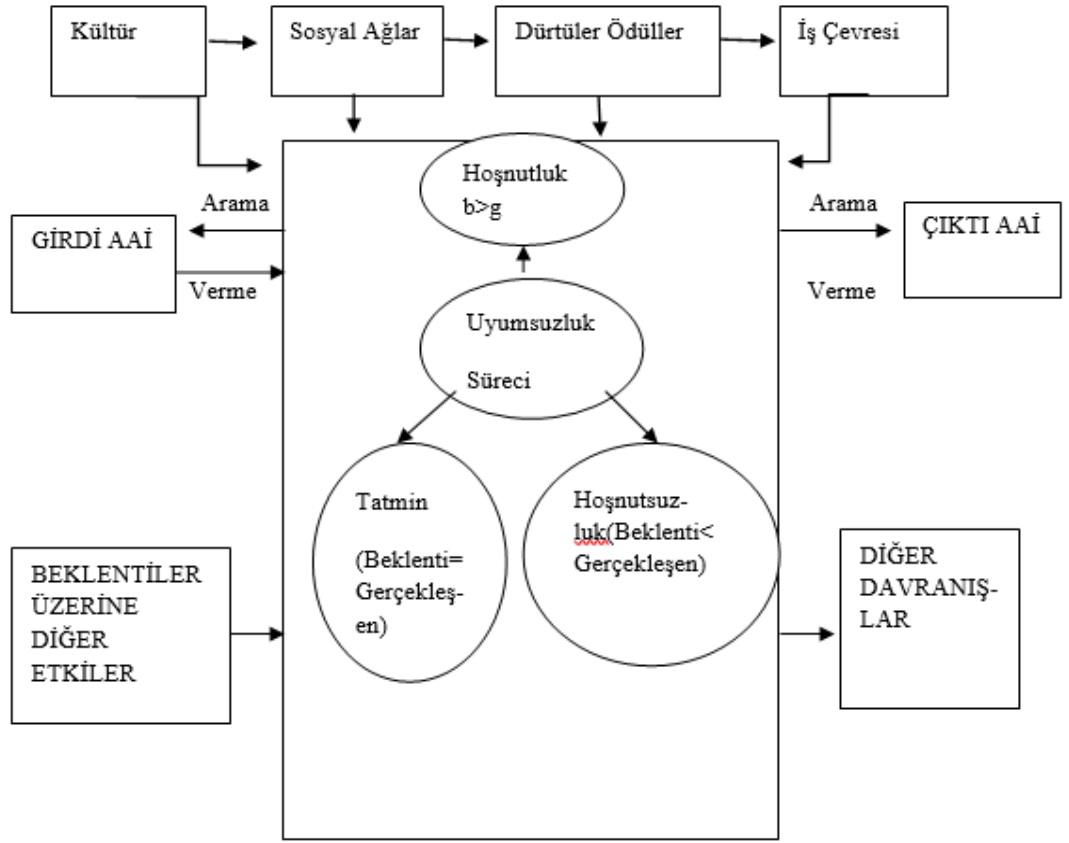 Kültür
Sosyal Ağlar
Dürtüler Ödüller
İş Çevresi
Hoşnutluk
b>g
Arama
Arama
GİRDİ AAİ
ÇIKTI AAİ
Verme
Verme
Uyumsuzluk
Süreci
Tatmin
(Beklenti=
Gerçekleş-
en)
Hoşnutsuz-
luk(Beklenti<
Gerçekleşen)
BEKLENTİLER
ÜZERİNE
DİĞER
ETKİLER
DİĞER
DAVRANIŞ-
LAR